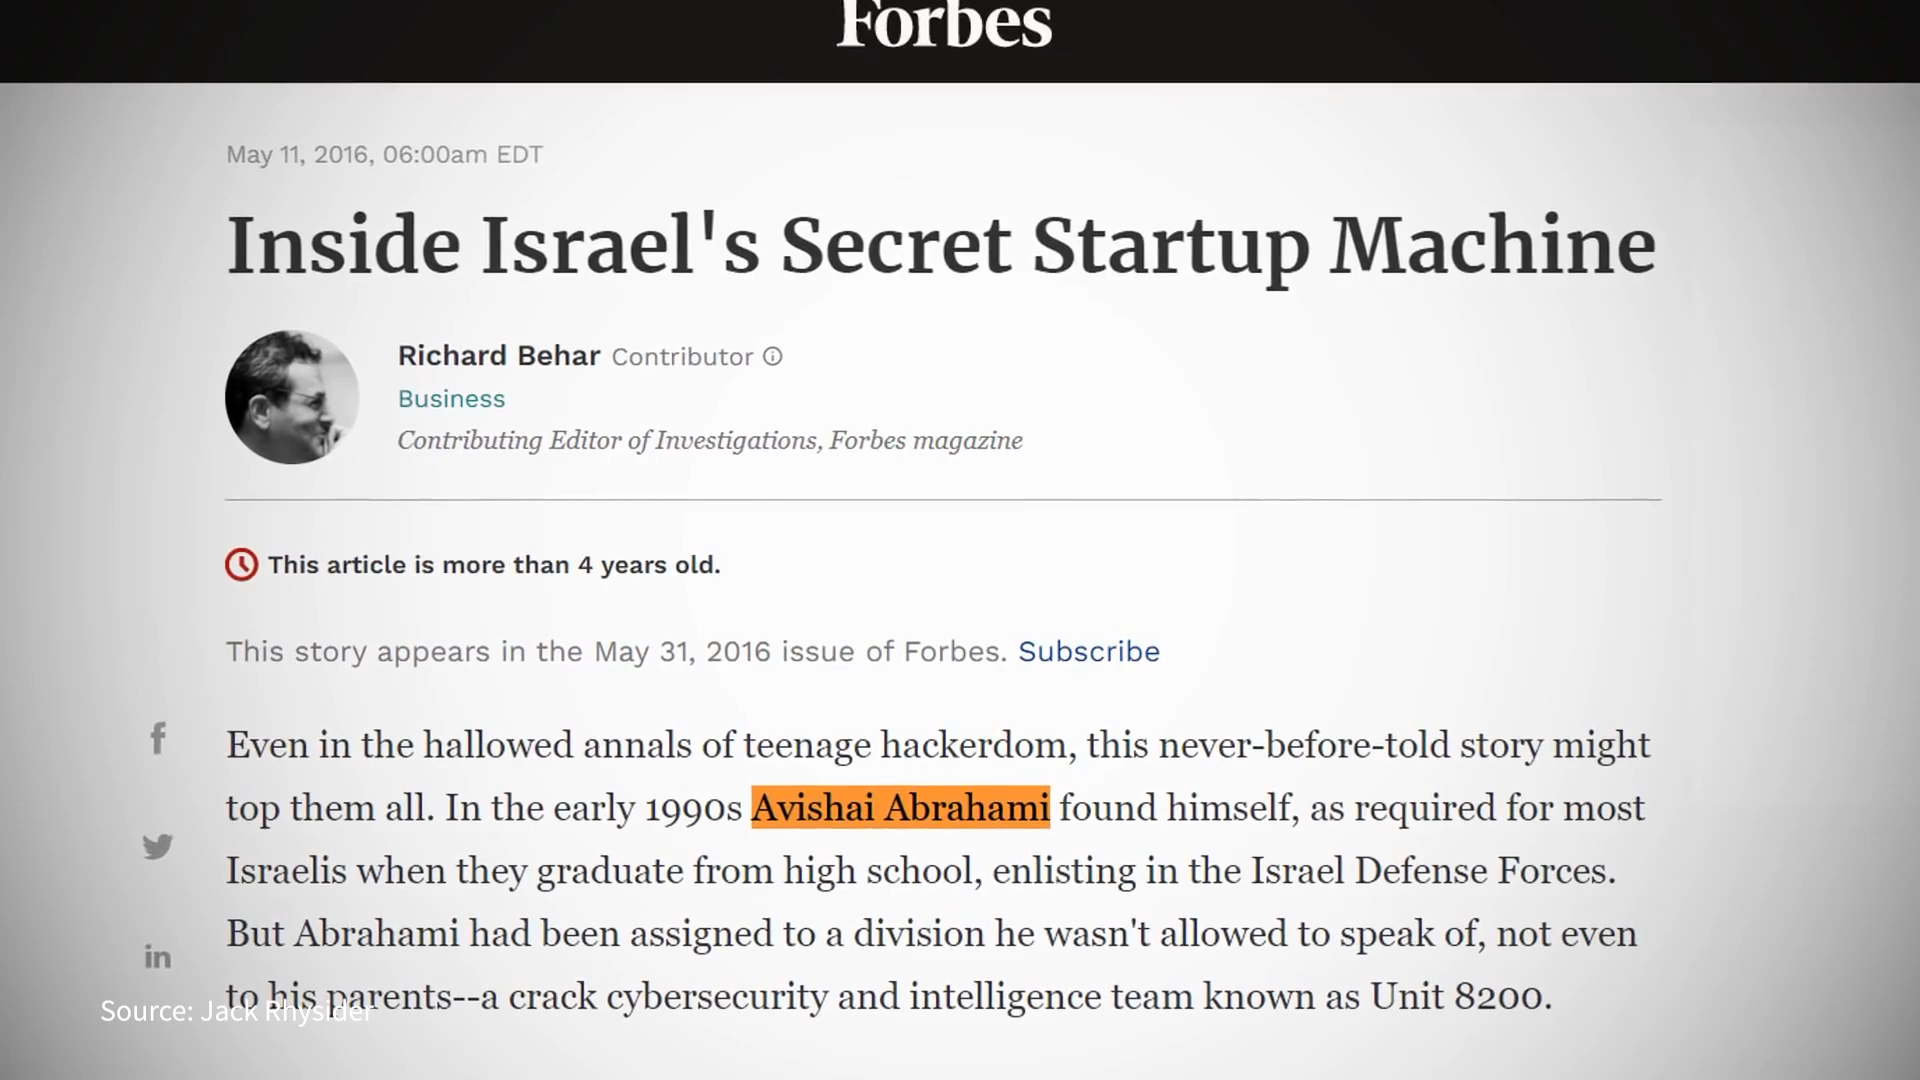 Forbes
May 11, 2016, 06:00am EDT
Inside Israel's Secret Startup Machine
Richard Behar Contributor
Business
Contributing Editor of Investigations, Forbes magazine
This article is more than 4 years old.
This story appears in the May 31, 2016 issue of Forbes. Subscribe
Even in the hallowed annals of teenage hackerdom, this never-before-told story might
top them all. In the early 1990s Avishai Abrahami found himself, as required for most
Israelis when they graduate from high school, enlisting in the Israel Defense Forces.
But Abrahami had been assigned to a division he wasn't allowed to speak of, not even
to his parents--a crack cybersecurity and intelligence team known as Unit 8200.
Source: Jack Rhysider